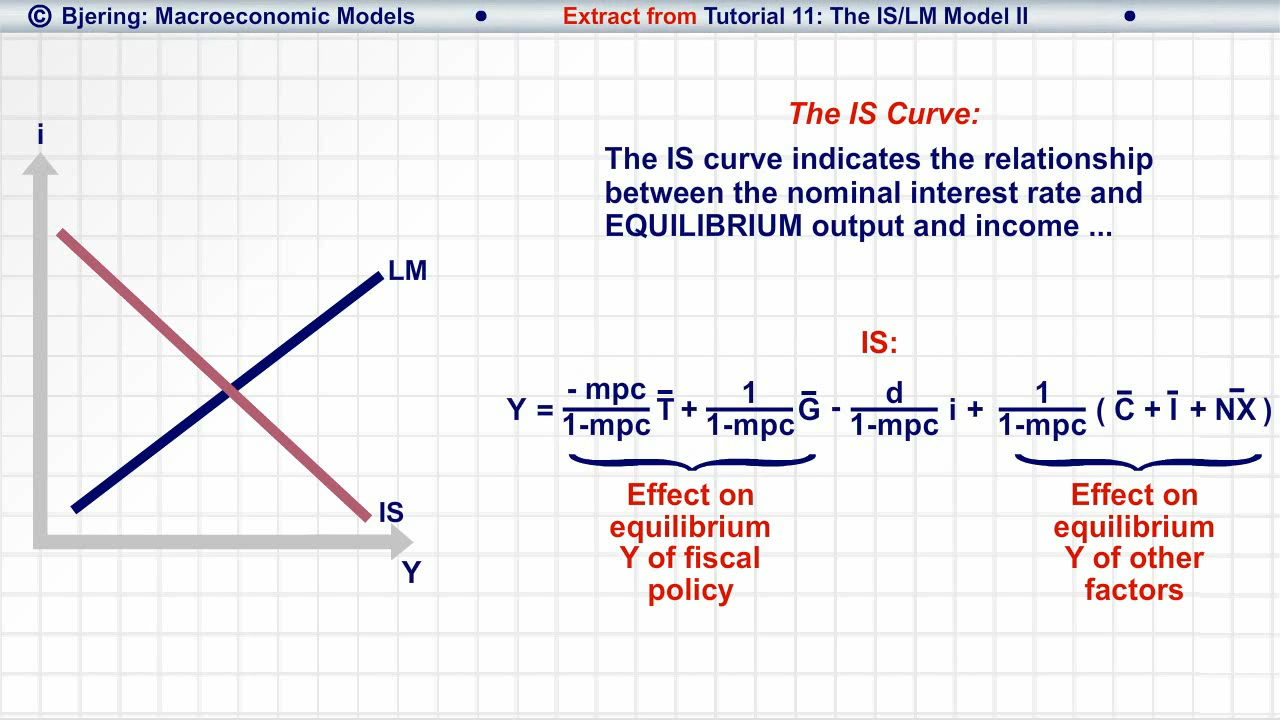 © Bjering: Macroeconomic Models • Extract from Tutorial 11: The IS/LM Model II •
The IS Curve:
The IS curve indicates the relationship
between the nominal interest rate and
EQUILIBRIUM output and income ...
i
LM
IS
Y
IS:
Y = - mpc/1-mpc T̅ + 1/1-mpc G̅ - d/1-mpc i + 1/1-mpc ( C̅ + I̅ + N̅X̅ )
Effect on
equilibrium
Y of fiscal
policy
Effect on
equilibrium
Y of other
factors